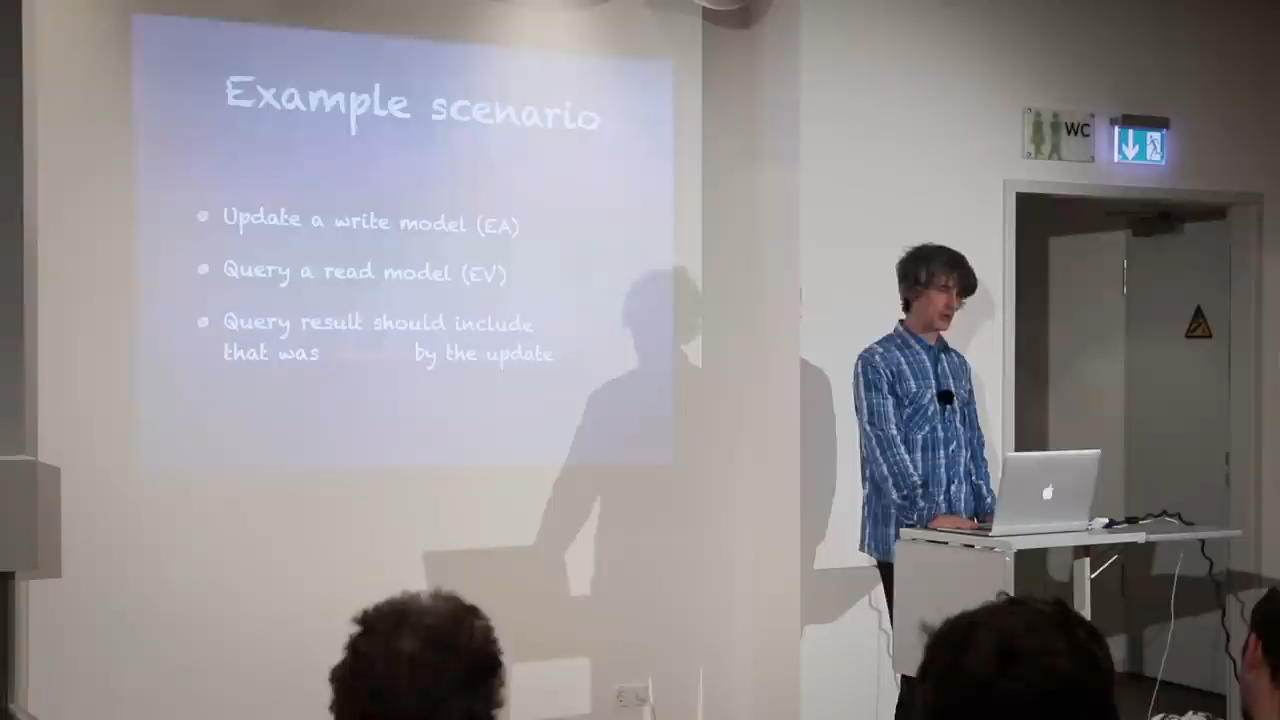 Example scenario
Update a write model (EA)
Query a read model (EV)
Query result should include
that was by the update
WC